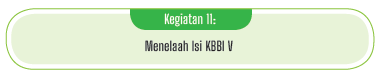 Kegiatan 11:
Menelaah Isi KBBI V